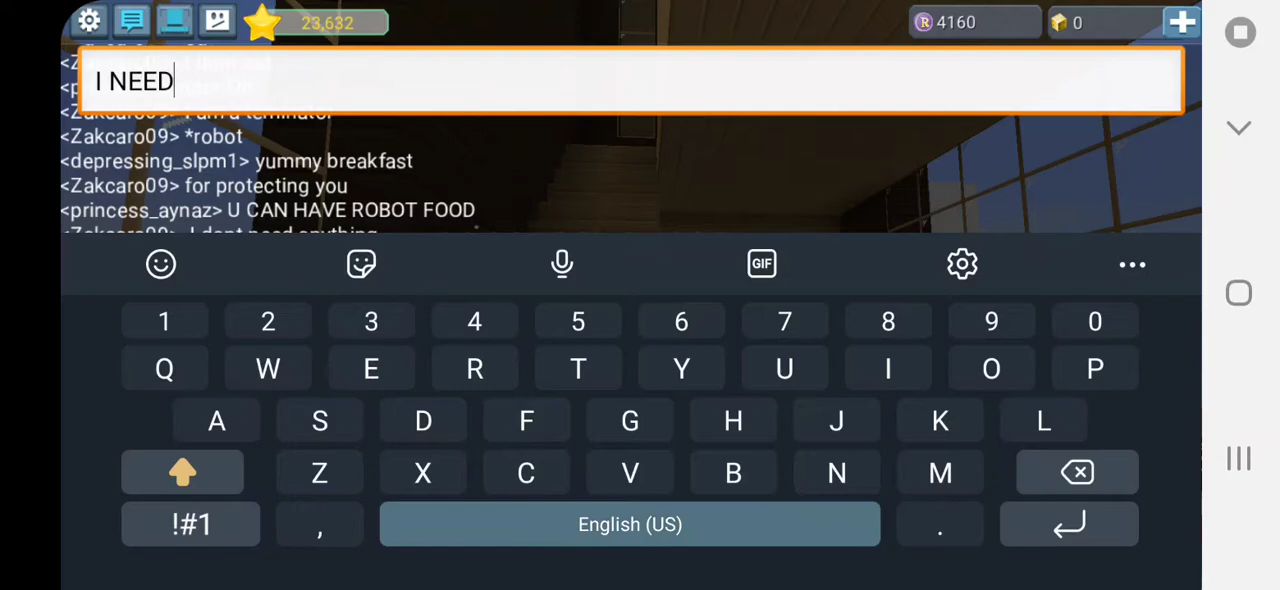 23,632
R 4160
0
I NEED
<Zakcaro09> *robot
<depressing_slpm1> yummy breakfast
<Zakcaro09> for protecting you
<princess_aynaz> U CAN HAVE ROBOT FOOD
GIF
1 2 3 4 5 6 7 8 9 0
Q W E R T Y U I O P
A S D F G H J K L
Z X C V B N M
!#1 , English (US) .